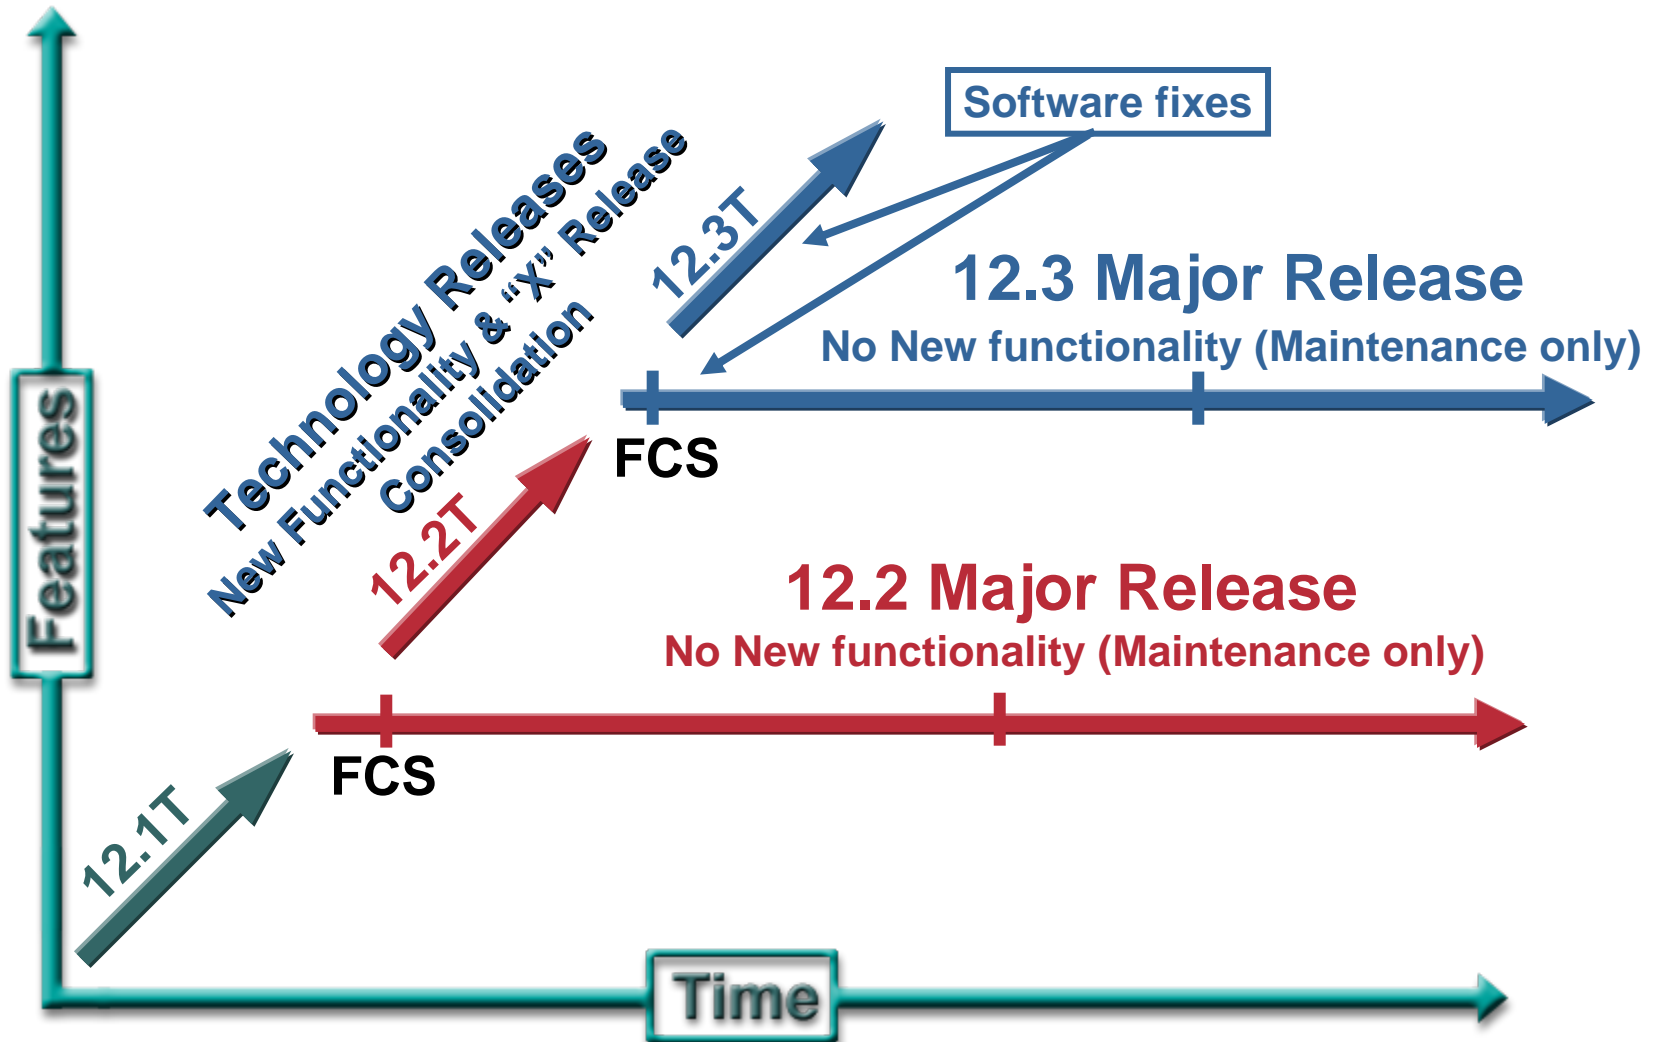 Software fixes
Technology Releases
New Functionality & “X” Release
Consolidation
12.3T
12.3 Major Release
No New functionality (Maintenance only)
FCS
Features
12.2T
12.2 Major Release
No New functionality (Maintenance only)
FCS
12.1T
Time